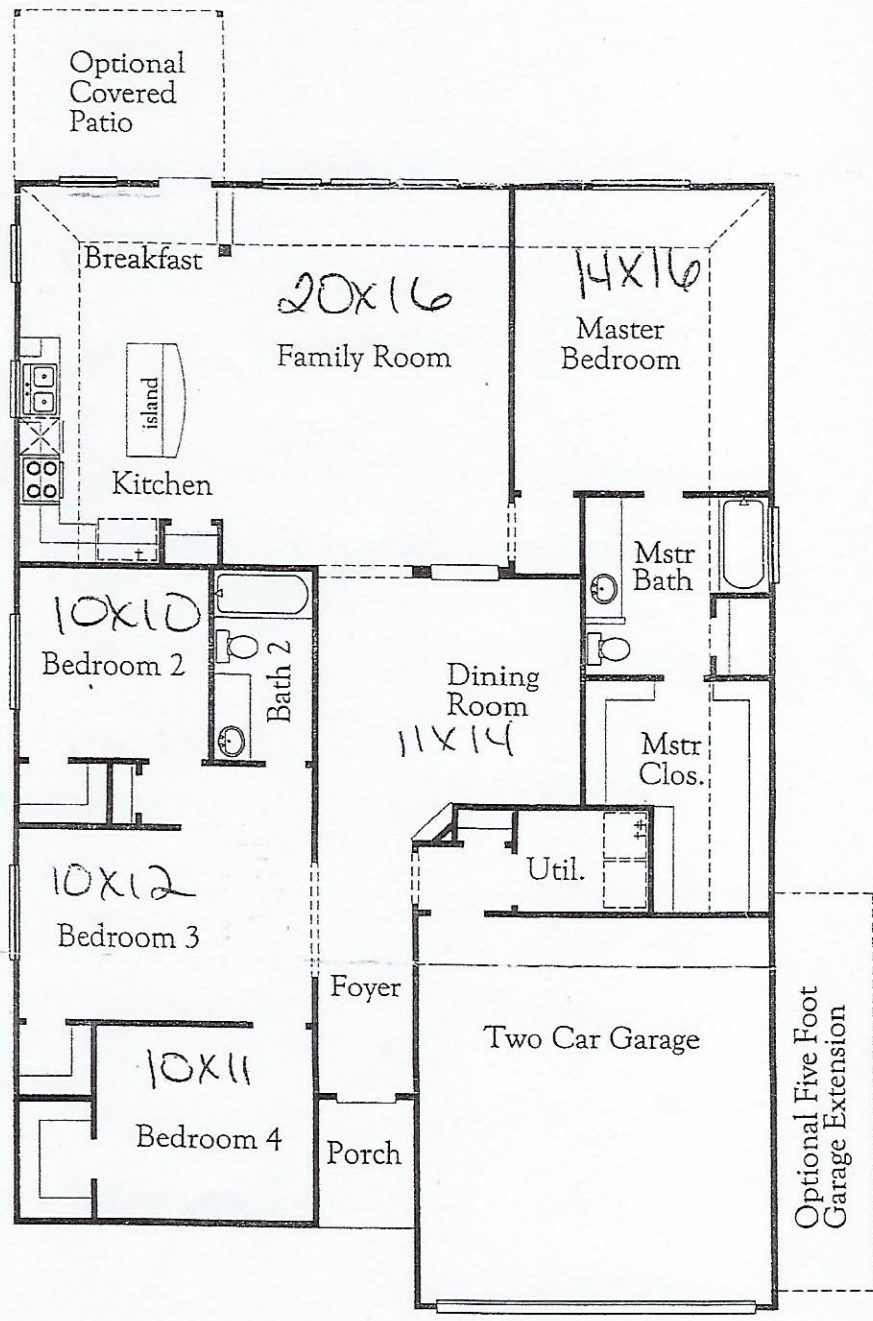 Optional
Covered
Patio
Breakfast
20X16
Family Room
14X16
Master
Bedroom
island
Kitchen
Mstr
Bath
10X10
Bedroom 2
Bath 2
Dining
Room
11X14
Mstr
Clos.
Util.
10X12
Bedroom 3
Foyer
Two Car Garage
Optional Five Foot
Garage Extension
10X11
Bedroom 4
Porch